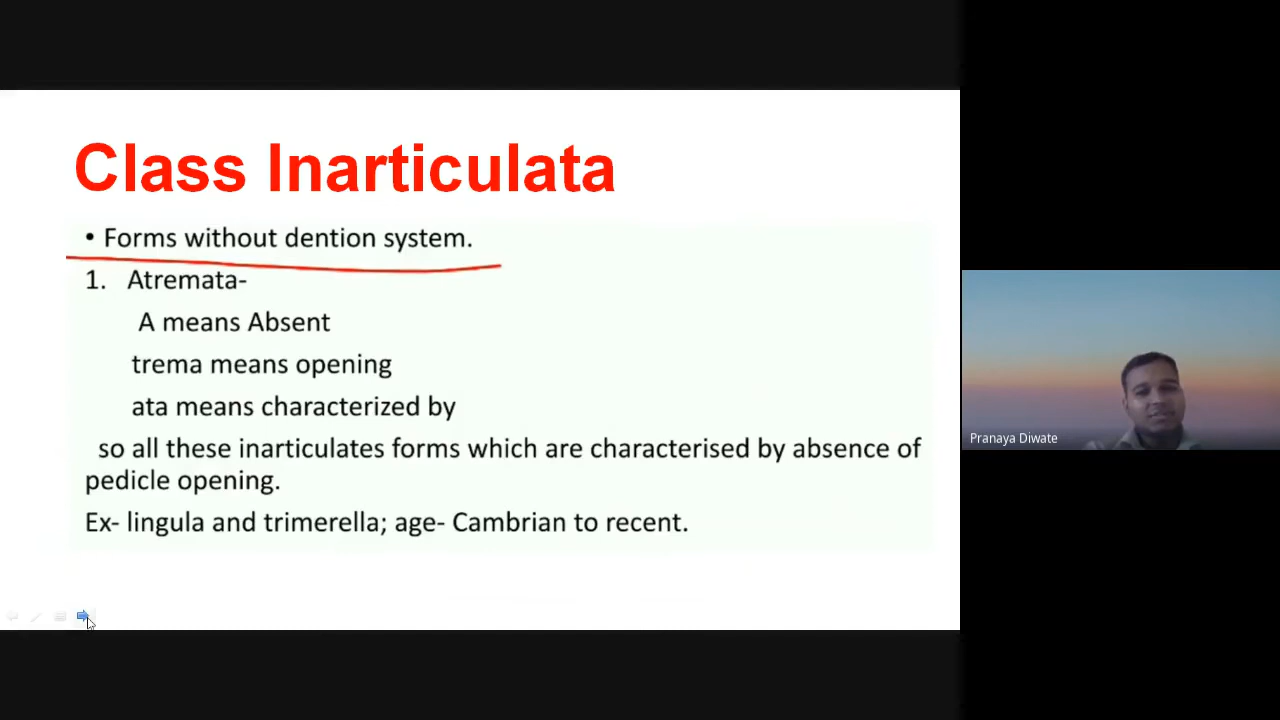 Class Inarticulata
• Forms without dention system.
1. Atremata-
A means Absent
trema means opening
ata means characterized by
so all these inarticulates forms which are characterised by absence of
pedicle opening.
Ex- lingula and trimerella; age- Cambrian to recent.
Pranaya Diwate